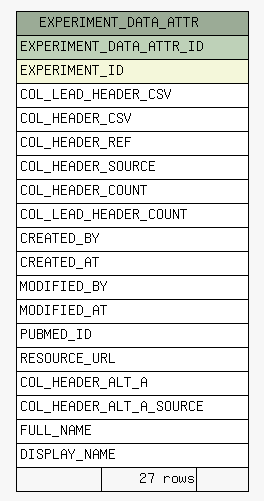 EXPERIMENT_DATA_ATTR
EXPERIMENT_DATA_ATTR_ID
EXPERIMENT_ID
COL_LEAD_HEADER_CSV
COL_HEADER_CSV
COL_HEADER_REF
COL_HEADER_SOURCE
COL_HEADER_COUNT
COL_LEAD_HEADER_COUNT
CREATED_BY
CREATED_AT
MODIFIED_BY
MODIFIED_AT
PUBMED_ID
RESOURCE_URL
COL_HEADER_ALT_A
COL_HEADER_ALT_A_SOURCE
FULL_NAME
DISPLAY_NAME
27 rows